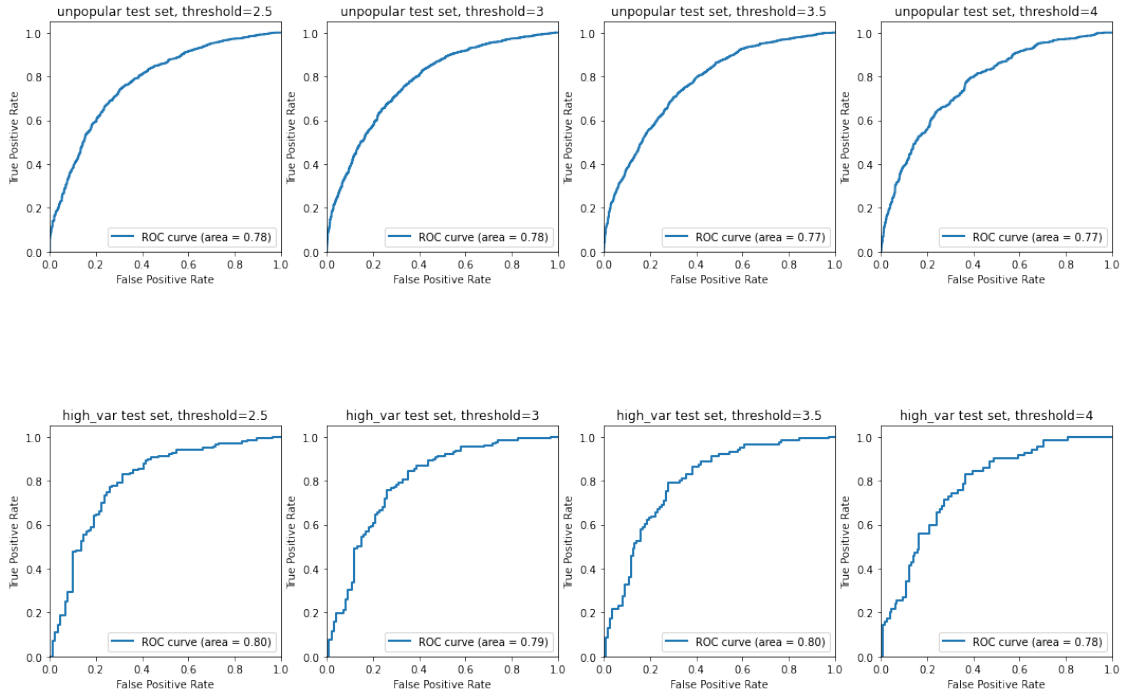 unpopular test set, threshold=2.5
1.0
0.8
0.6
0.4
0.2
0.0
True Positive Rate
ROC curve (area = 0.78)
0.0 0.2 0.4 0.6 0.8 1.0
False Positive Rate
unpopular test set, threshold=3
1.0
0.8
0.6
0.4
0.2
0.0
True Positive Rate
ROC curve (area = 0.78)
0.0 0.2 0.4 0.6 0.8 1.0
False Positive Rate
unpopular test set, threshold=3.5
1.0
0.8
0.6
0.4
0.2
0.0
True Positive Rate
ROC curve (area = 0.77)
0.0 0.2 0.4 0.6 0.8 1.0
False Positive Rate
unpopular test set, threshold=4
1.0
0.8
0.6
0.4
0.2
0.0
True Positive Rate
ROC curve (area = 0.77)
0.0 0.2 0.4 0.6 0.8 1.0
False Positive Rate
high_var test set, threshold=2.5
1.0
0.8
0.6
0.4
0.2
0.0
True Positive Rate
ROC curve (area = 0.80)
0.0 0.2 0.4 0.6 0.8 1.0
False Positive Rate
high_var test set, threshold=3
1.0
0.8
0.6
0.4
0.2
0.0
True Positive Rate
ROC curve (area = 0.79)
0.0 0.2 0.4 0.6 0.8 1.0
False Positive Rate
high_var test set, threshold=3.5
1.0
0.8
0.6
0.4
0.2
0.0
True Positive Rate
ROC curve (area = 0.80)
0.0 0.2 0.4 0.6 0.8 1.0
False Positive Rate
high_var test set, threshold=4
1.0
0.8
0.6
0.4
0.2
0.0
True Positive Rate
ROC curve (area = 0.78)
0.0 0.2 0.4 0.6 0.8 1.0
False Positive Rate